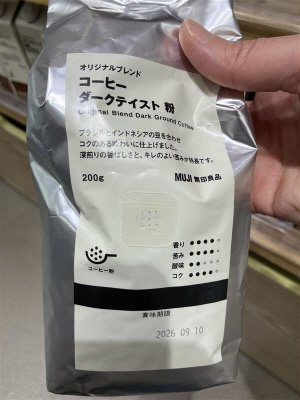 オリジナルブレンド
コーヒー
ダークテイスト 粉
Original Blend Dark Ground Coffee
ブラジルとインドネシアの豆を合わせ
コクのある味わいに仕上げました。
深煎りの香ばしさと、キレのよい苦みが特長です。
200g
MUJI 無印良品
コーヒー粉
香り ●●●●○
苦み ●●●●○
酸味 ●●○○○
コク ●●●●○
賞味期限
2026 09 10